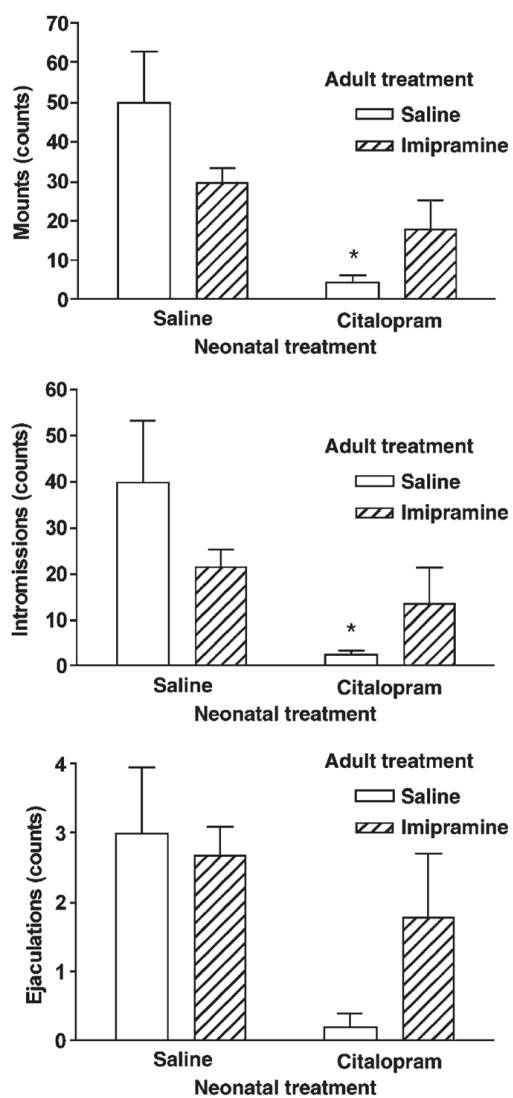 70
60
50
40
30
20
10
0
Mounts (counts)
Adult treatment
Saline
Imipramine
*
Saline
Citalopram
Neonatal treatment
60
50
40
30
20
10
0
Intromissions (counts)
Adult treatment
Saline
Imipramine
*
Saline
Citalopram
Neonatal treatment
4
3
2
1
0
Ejaculations (counts)
Adult treatment
Saline
Imipramine
Saline
Citalopram
Neonatal treatment